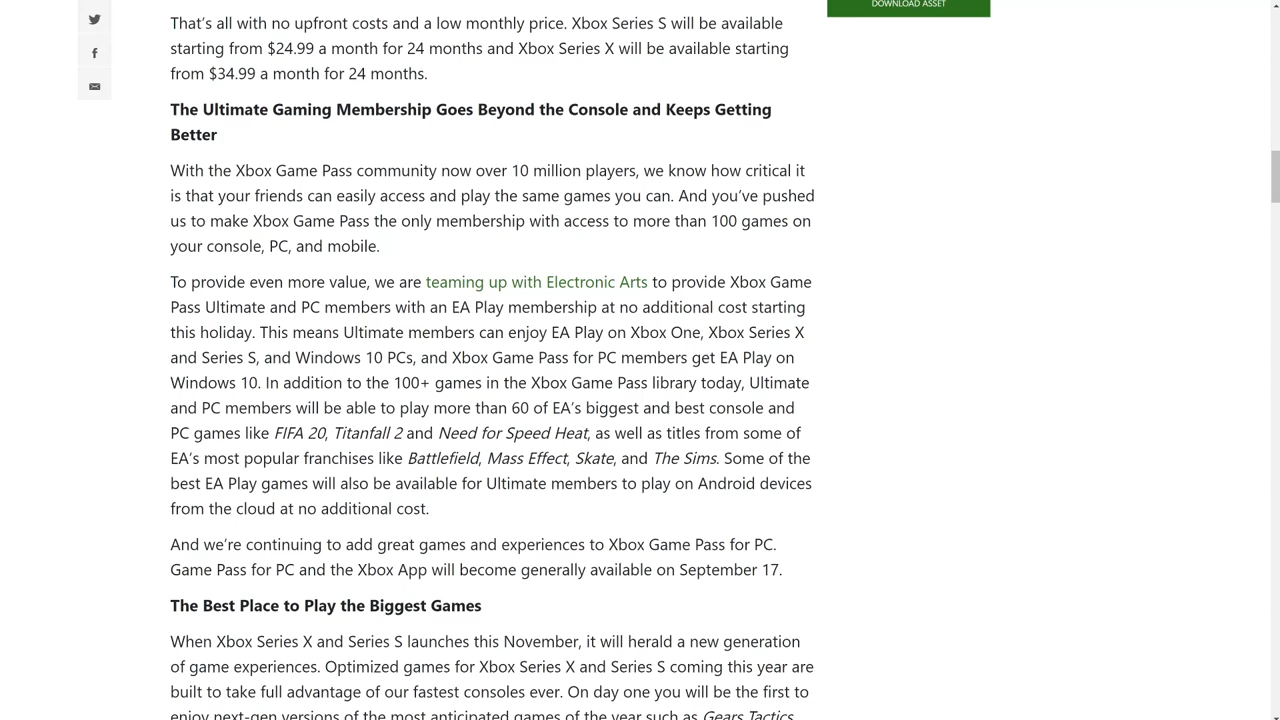 DOWNLOAD ASSET
That’s all with no upfront costs and a low monthly price. Xbox Series S will be available
starting from $24.99 a month for 24 months and Xbox Series X will be available starting
from $34.99 a month for 24 months.
The Ultimate Gaming Membership Goes Beyond the Console and Keeps Getting
Better
With the Xbox Game Pass community now over 10 million players, we know how critical it
is that your friends can easily access and play the same games you can. And you’ve pushed
us to make Xbox Game Pass the only membership with access to more than 100 games on
your console, PC, and mobile.
To provide even more value, we are teaming up with Electronic Arts to provide Xbox Game
Pass Ultimate and PC members with an EA Play membership at no additional cost starting
this holiday. This means Ultimate members can enjoy EA Play on Xbox One, Xbox Series X
and Series S, and Windows 10 PCs, and Xbox Game Pass for PC members get EA Play on
Windows 10. In addition to the 100+ games in the Xbox Game Pass library today, Ultimate
and PC members will be able to play more than 60 of EA’s biggest and best console and
PC games like FIFA 20, Titanfall 2 and Need for Speed Heat, as well as titles from some of
EA’s most popular franchises like Battlefield, Mass Effect, Skate, and The Sims. Some of the
best EA Play games will also be available for Ultimate members to play on Android devices
from the cloud at no additional cost.
And we’re continuing to add great games and experiences to Xbox Game Pass for PC.
Game Pass for PC and the Xbox App will become generally available on September 17.
The Best Place to Play the Biggest Games
When Xbox Series X and Series S launches this November, it will herald a new generation
of game experiences. Optimized games for Xbox Series X and Series S coming this year are
built to take full advantage of our fastest consoles ever. On day one you will be the first to
enjoy next-gen versions of the most anticipated games of the year such as Gears Tactics,